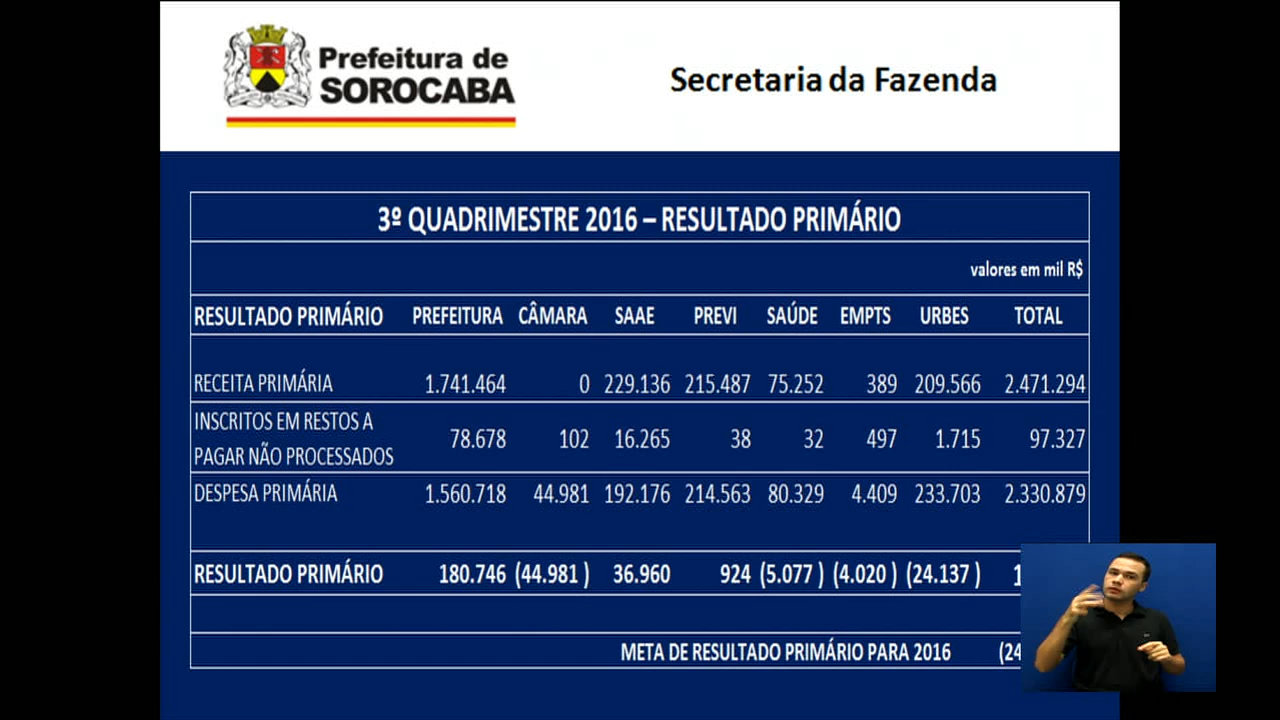 Prefeitura de
SOROCABA
Secretaria da Fazenda
3º QUADRIMESTRE 2016 – RESULTADO PRIMÁRIO
valores em mil R$
RESULTADO PRIMÁRIO PREFEITURA CÂMARA SAAE PREVI SAÚDE EMPTS URBES TOTAL
RECEITA PRIMÁRIA 1.741.464 0 229.136 215.487 75.252 389 209.566 2.471.294
INSCRITOS EM RESTOS A
PAGAR NÃO PROCESSADOS 78.678 102 16.265 38 32 497 1.715 97.327
DESPESA PRIMÁRIA 1.560.718 44.981 192.176 214.563 80.329 4.409 233.703 2.330.879
RESULTADO PRIMÁRIO 180.746 (44.981 ) 36.960 924 (5.077 ) (4.020 ) (24.137 )
META DE RESULTADO PRIMÁRIO PARA 2016